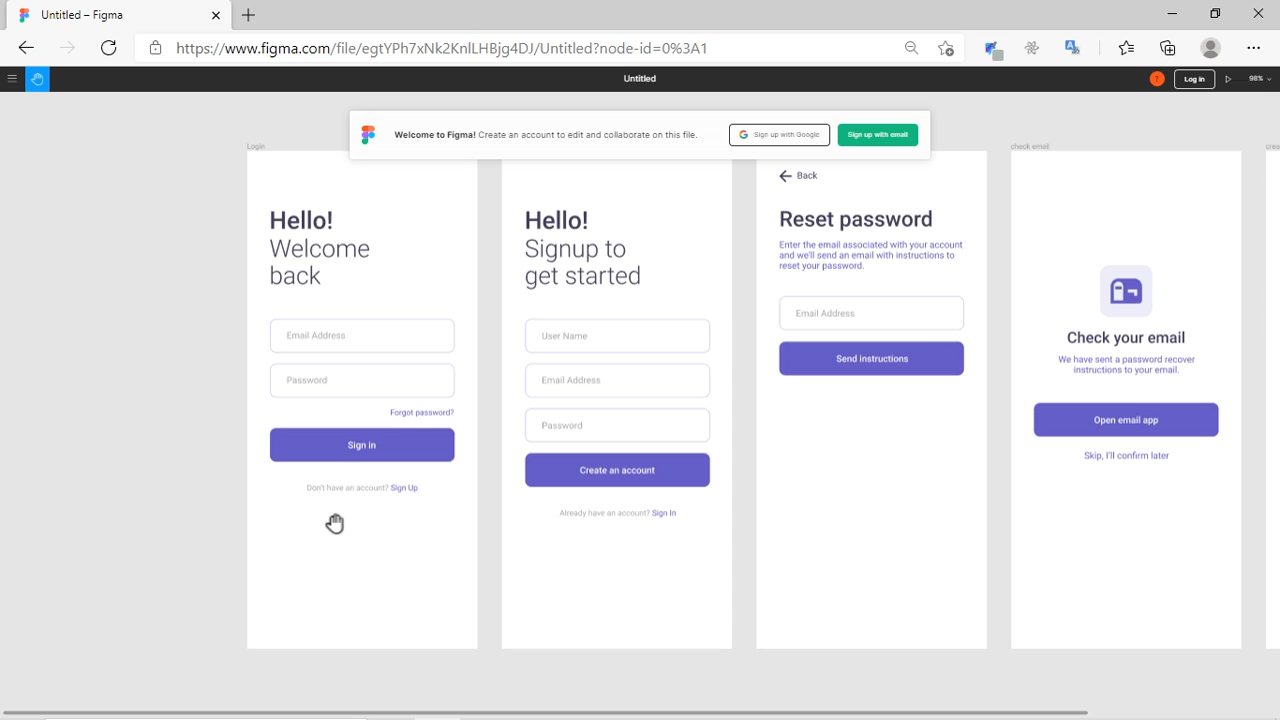 Untitled – Figma
https://www.figma.com/file/egtYPh7xNk2KnlLHBjg4DJ/Untitled?node-id=0%3A1
Untitled
?
Log in
98%
Welcome to Figma! Create an account to edit and collaborate on this file.
Sign up with Google
Sign up with email
Login
Hello!
Welcome
back
Email Address
Password
Forgot password?
Sign in
Don't have an account? Sign Up
Hello!
Signup to
get started
User Name
Email Address
Password
Create an account
Already have an account? Sign In
Back
Reset password
Enter the email associated with your account
and we'll send an email with instructions to
reset your password.
Email Address
Send instructions
check email
Check your email
We have sent a password recover
instructions to your email.
Open email app
Skip, I'll confirm later
crea